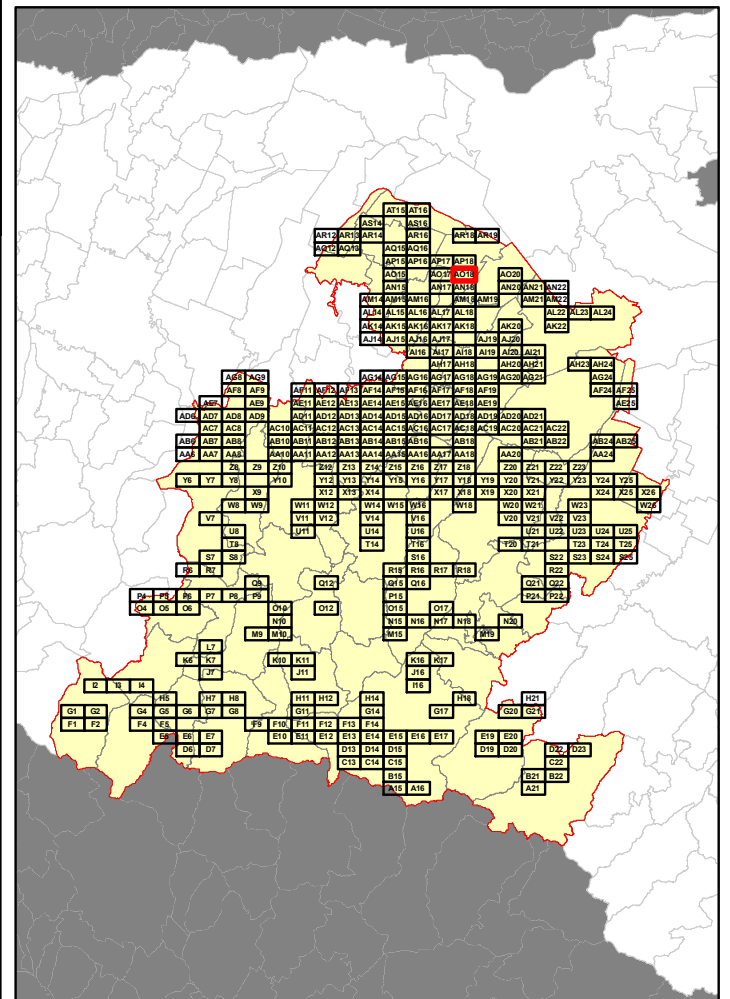 AT15 AT16
AS14 AS16
AR12 AR13 AR14 AR16 AR18 AR19
AQ12 AQ13 AQ15 AQ16
AP15 AP16 AP17 AP18
AO15 AO17 AO18 AO20
AN15 AN17 AN18 AN20 AN21 AN22
AM14 AM15 AM16 AM18 AM19 AM21 AM22
AL14 AL15 AL16 AL17 AL18 AL22 AL23 AL24
AK14 AK15 AK16 AK17 AK18 AK20 AK22
AJ14 AJ15 AJ16 AJ17 AJ19 AJ20
AI16 AI17 AI18 AI19 AI20 AI21
AH17 AH18 AH20 AH21 AH23 AH24
AG8 AG9 AG14 AG15 AG16 AG17 AG18 AG19 AG20 AG21 AG24
AF8 AF9 AF11 AF12 AF13 AF14 AF15 AF16 AF17 AF18 AF19 AF24 AF25
AE7 AE9 AE11 AE12 AE13 AE14 AE15 AE16 AE17 AE18 AE19 AE25
AD6 AD7 AD8 AD9 AD11 AD12 AD13 AD14 AD15 AD16 AD17 AD18 AD19 AD20 AD21
AC7 AC8 AC10 AC11 AC12 AC13 AC14 AC15 AC16 AC17 AC18 AC19 AC20 AC21 AC22
AB6 AB7 AB8 AB10 AB11 AB12 AB13 AB14 AB15 AB16 AB18 AB21 AB22 AB24 AB25
AA6 AA7 AA8 AA10 AA11 AA12 AA13 AA14 AA15 AA16 AA17 AA18 AA20 AA24
Z8 Z9 Z10 Z12 Z13 Z14 Z15 Z16 Z17 Z18 Z20 Z21 Z22 Z23
Y6 Y7 Y8 Y10 Y12 Y13 Y14 Y15 Y16 Y17 Y18 Y19 Y20 Y21 Y22 Y23 Y24 Y25
X9 X12 X13 X14 X17 X18 X19 X20 X21 X24 X25 X26
W8 W9 W11 W12 W14 W15 W16 W18 W20 W21 W23 W26
V7 V11 V12 V14 V16 V20 V21 V22 V23
U8 U11 U14 U16 U21 U22 U23 U24 U25
T8 T14 T16 T20 T21 T23 T24 T25
S7 S8 S16 S22 S23 S24 S25
R6 R7 R15 R16 R17 R18 R22
Q9 Q12 Q15 Q16 Q21 Q22
P4 P5 P6 P7 P8 P9 P15 P21 P22
O4 O5 O6 O10 O12 O15 O17
N10 N15 N16 N17 N18 N20
M9 M10 M15 M19
L7
K6 K7 K10 K11 K16 K17
J7 J11 J16
I2 I3 I4 I16
H5 H7 H8 H11 H12 H14 H18 H21
G1 G2 G4 G5 G6 G7 G8 G11 G14 G17 G20 G21
F1 F2 F4 F5 F9 F10 F11 F12 F13 F14
E5 E6 E7 E10 E11 E12 E13 E14 E15 E16 E17 E19 E20
D6 D7 D13 D14 D15 D19 D20 D22 D23
C13 C14 C15 C22
B15 B21 B22
A15 A16 A21